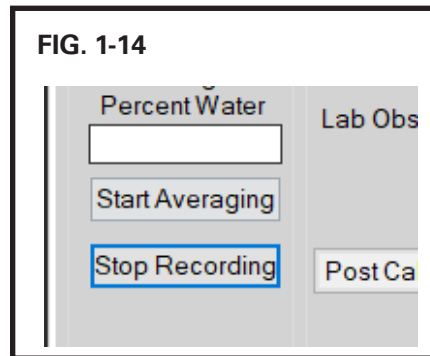 FIG. 1-14
Percent Water
Lab Obs
Start Averaging
Stop Recording
Post Ca